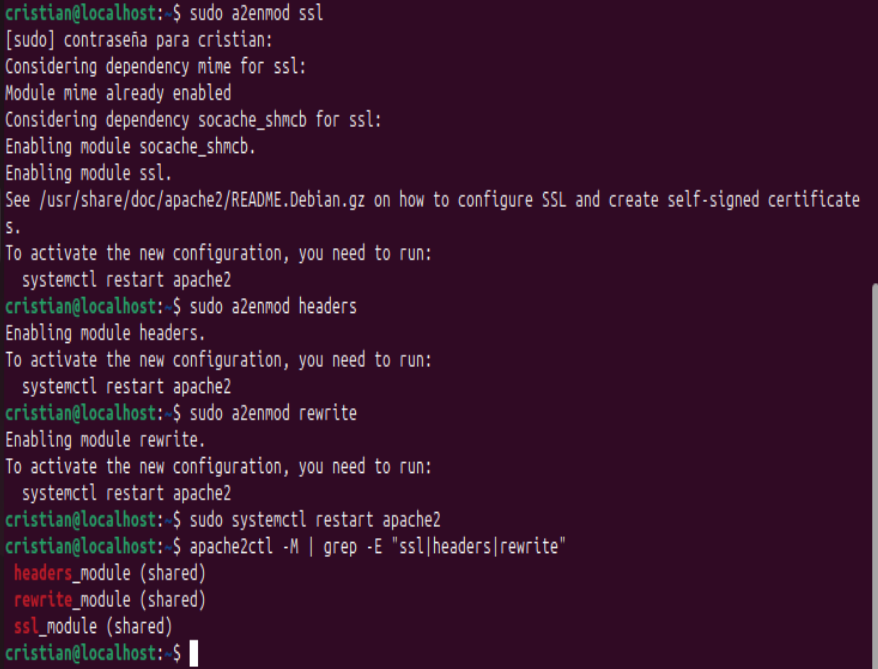 cristian@localhost:~$ sudo a2enmod ssl
[sudo] contraseña para cristian:
Considering dependency mime for ssl:
Module mime already enabled
Considering dependency socache_shmcb for ssl:
Enabling module socache_shmcb.
Enabling module ssl.
See /usr/share/doc/apache2/README.Debian.gz on how to configure SSL and create self-signed certificate
s.
To activate the new configuration, you need to run:
  systemctl restart apache2
cristian@localhost:~$ sudo a2enmod headers
Enabling module headers.
To activate the new configuration, you need to run:
  systemctl restart apache2
cristian@localhost:~$ sudo a2enmod rewrite
Enabling module rewrite.
To activate the new configuration, you need to run:
  systemctl restart apache2
cristian@localhost:~$ sudo systemctl restart apache2
cristian@localhost:~$ apache2ctl -M | grep -E "ssl|headers|rewrite"
 headers_module (shared)
 rewrite_module (shared)
 ssl_module (shared)
cristian@localhost:~$